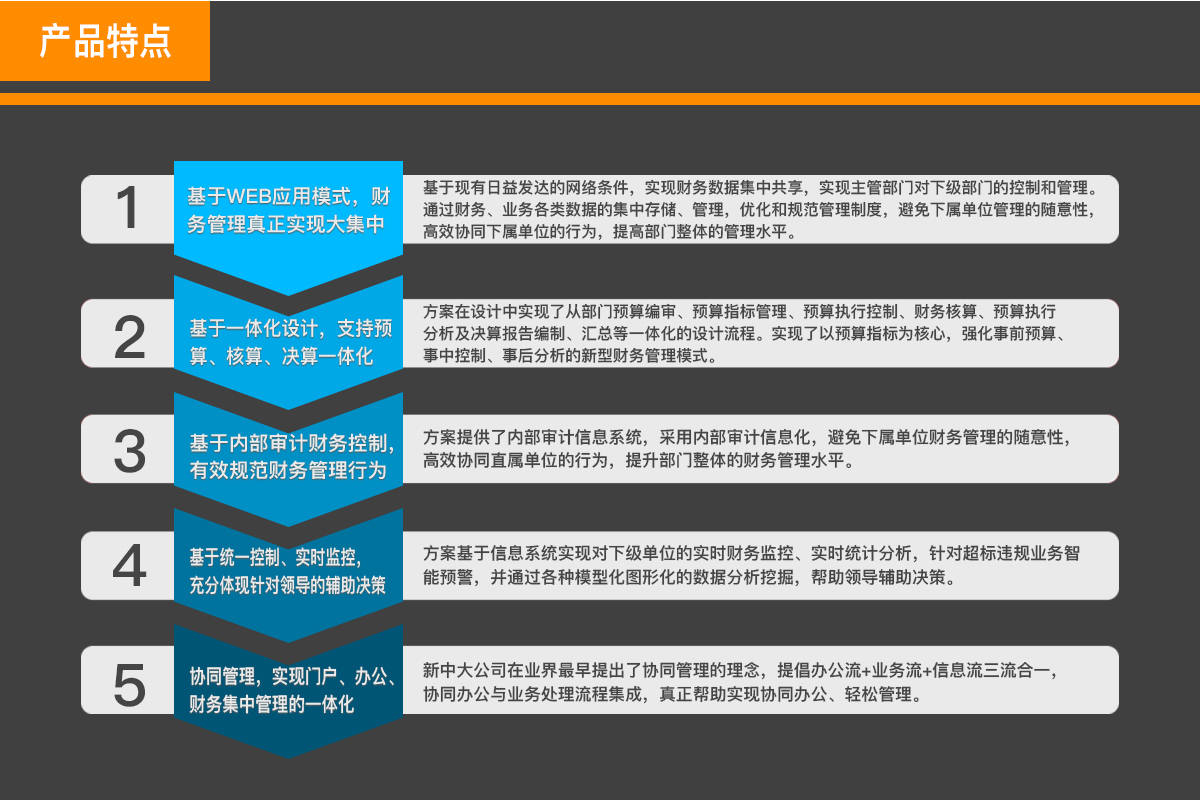 产品特点
1
基于WEB应用模式，财
务管理真正实现大集中
基于现有日益发达的网络条件，实现财务数据集中共享，实现主管部门对下级部门的控制和管理。
通过财务、业务各类数据的集中存储、管理，优化和规范管理制度，避免下属单位管理的随意性，
高效协同下属单位的行为，提高部门整体的管理水平。
2
基于一体化设计，支持预
算、核算、决算一体化
方案在设计中实现了从部门预算编审、预算指标管理、预算执行控制、财务核算、预算执行
分析及决算报告编制、汇总等一体化的设计流程。实现了以预算指标为核心，强化事前预算、
事中控制、事后分析的新型财务管理模式。
3
基于内部审计财务控制，
有效规范财务管理行为
方案提供了内部审计信息系统，采用内部审计信息化，避免下属单位财务管理的随意性，
高效协同直属单位的行为，提升部门整体的财务管理水平。
4
基于统一控制、实时监控，
充分体现针对领导的辅助决策
方案基于信息系统实现对下级单位的实时财务监控、实时统计分析，针对超标违规业务智
能预警，并通过各种模型化图形化的数据分析挖掘，帮助领导辅助决策。
5
协同管理，实现门户、办公、
财务集中管理的一体化
新中大公司在业界最早提出了协同管理的理念，提倡办公流+业务流+信息流三流合一，
协同办公与业务处理流程集成，真正帮助实现协同办公、轻松管理。